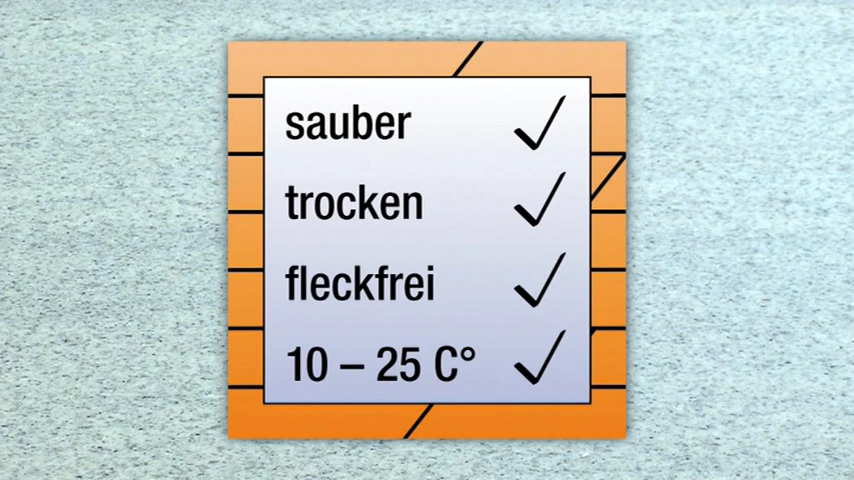 sauber ✓
trocken ✓
fleckfrei ✓
10 – 25 C° ✓